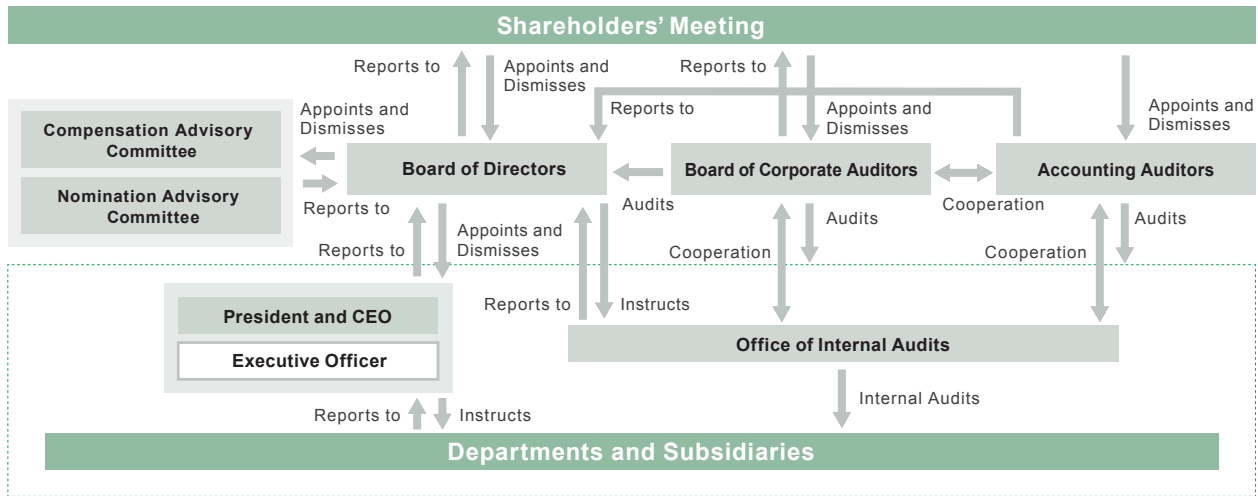 Shareholders' Meeting
Reports to
Appoints and
Dismisses
Reports to
Appoints and
Dismisses
Reports to
Appoints and
Dismisses
Appoints and
Dismisses
Compensation Advisory
Committee
Nomination Advisory
Committee
Reports to
Board of Directors
Audits
Board of Corporate Auditors
Cooperation
Accounting Auditors
Reports to
Appoints and
Dismisses
Cooperation
Audits
Cooperation
Audits
President and CEO
Executive Officer
Reports to
Instructs
Office of Internal Audits
Reports to
Instructs
Internal Audits
Departments and Subsidiaries